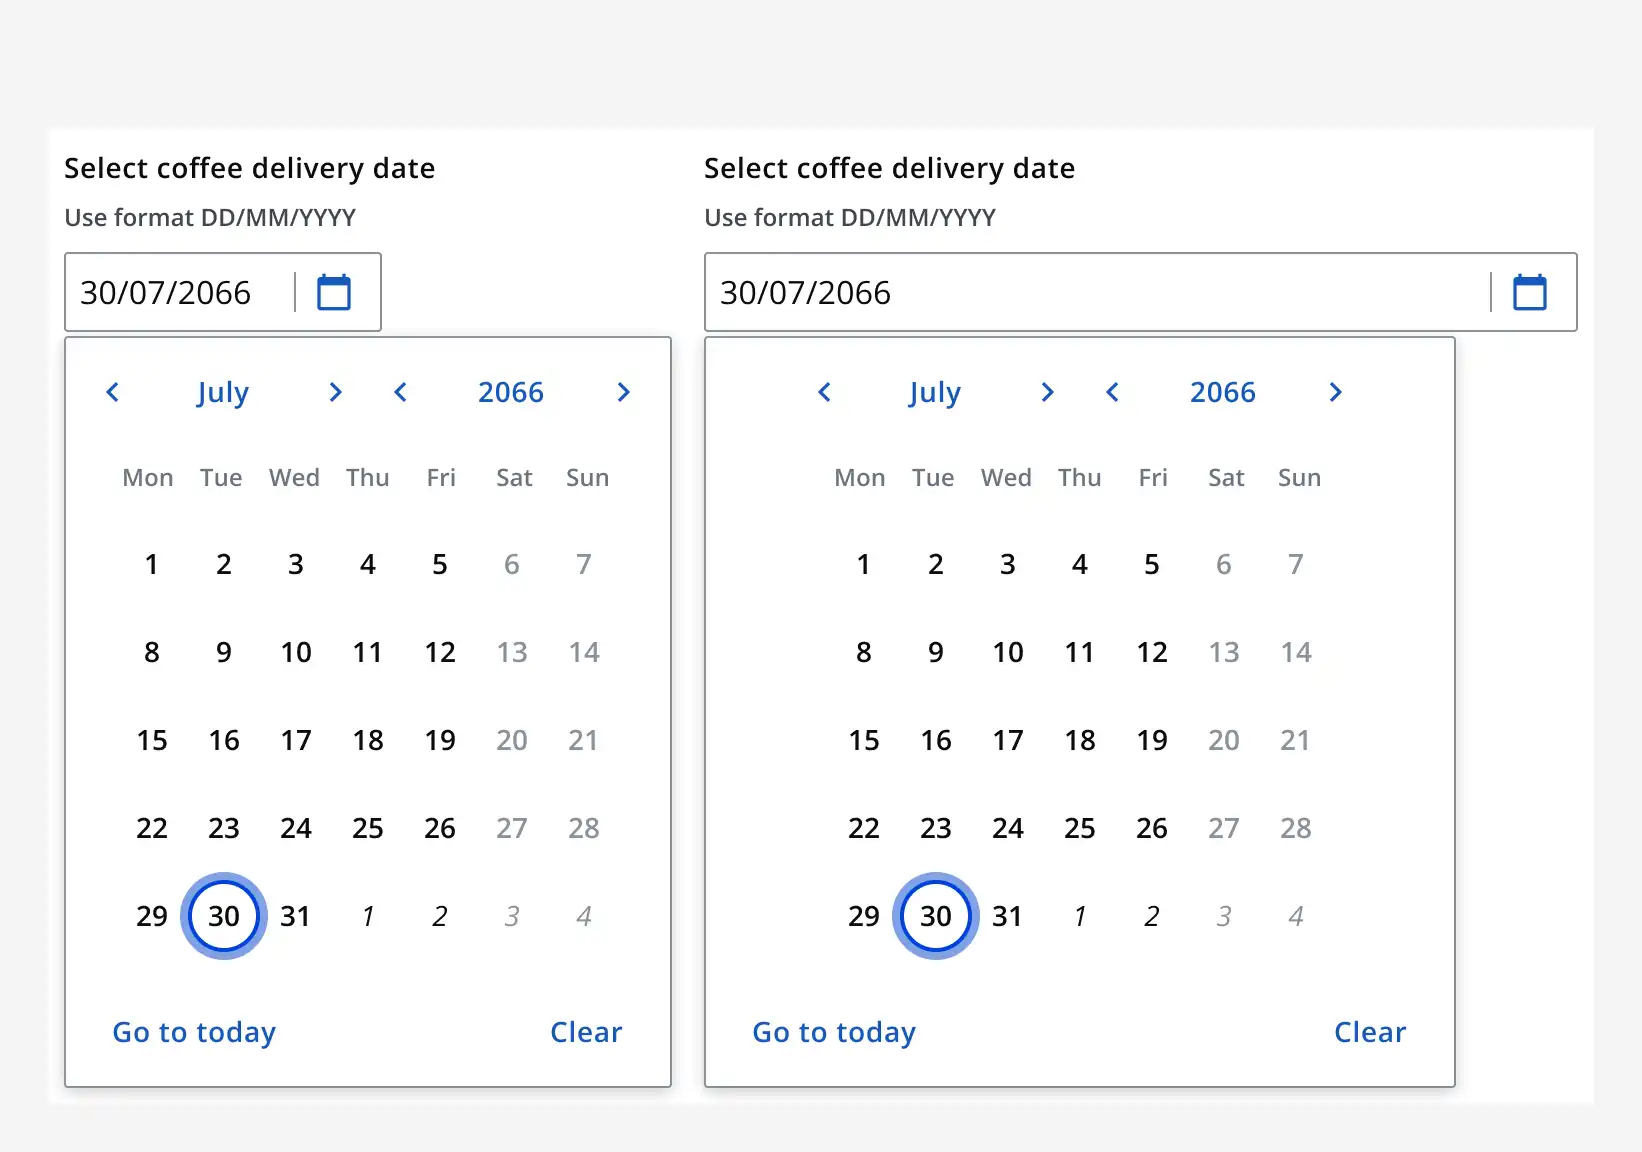 Select coffee delivery date
Use format DD/MM/YYYY
30/07/2066
July 2066
Mon Tue Wed Thu Fri Sat Sun
1 2 3 4 5 6 7
8 9 10 11 12 13 14
15 16 17 18 19 20 21
22 23 24 25 26 27 28
29 30 31 1 2 3 4
Go to today Clear
Select coffee delivery date
Use format DD/MM/YYYY
30/07/2066
July 2066
Mon Tue Wed Thu Fri Sat Sun
1 2 3 4 5 6 7
8 9 10 11 12 13 14
15 16 17 18 19 20 21
22 23 24 25 26 27 28
29 30 31 1 2 3 4
Go to today Clear